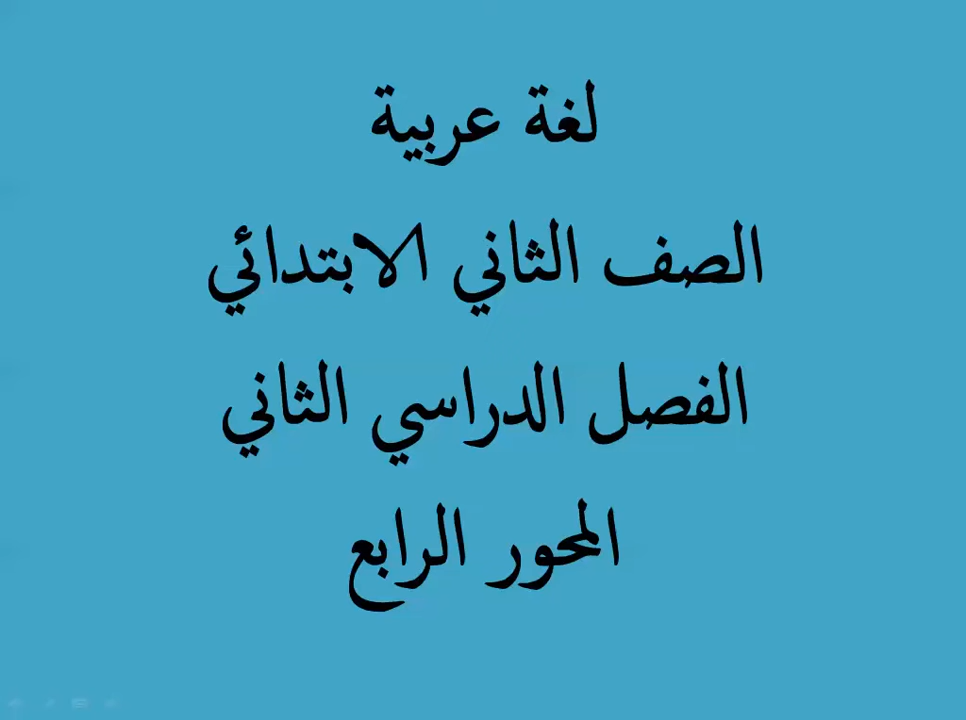 لغة عربية
الصف الثاني الابتدائي
الفصل الدراسي الثاني
المحور الرابع